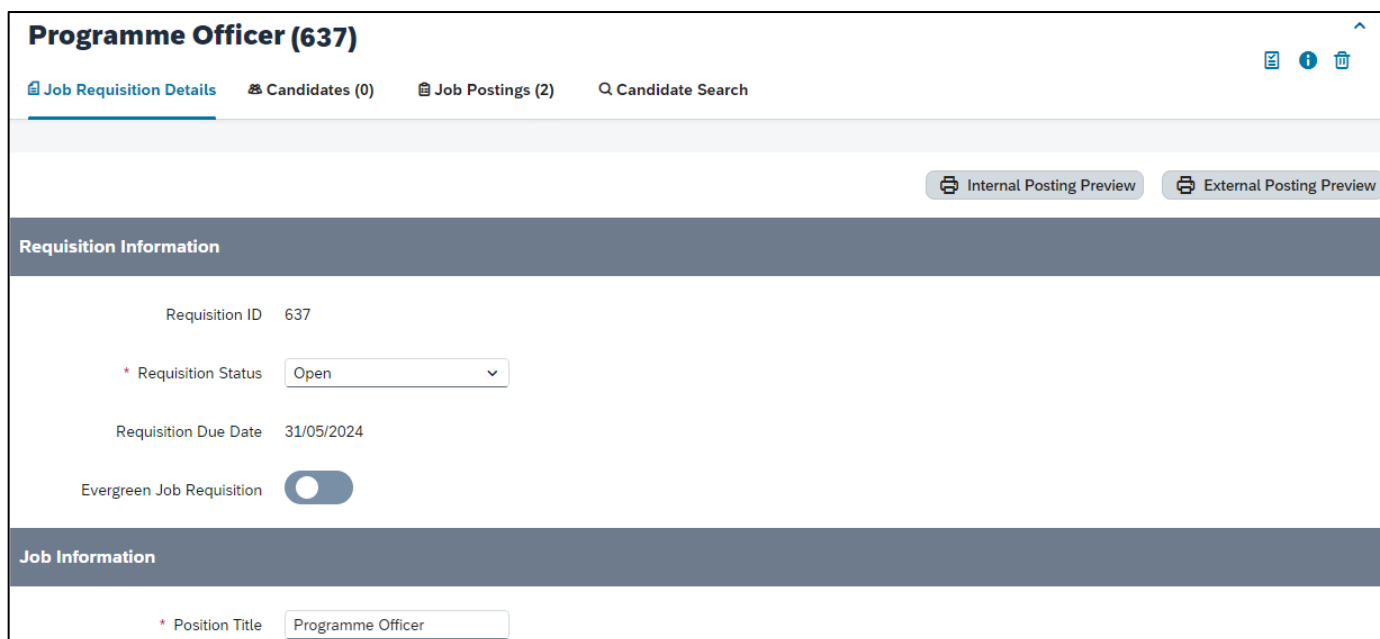 Programme Officer (637)
Job Requisition Details Candidates (0) Job Postings (2) Candidate Search
Internal Posting Preview External Posting Preview
Requisition Information
Requisition ID 637
* Requisition Status Open
Requisition Due Date 31/05/2024
Evergreen Job Requisition
Job Information
* Position Title Programme Officer